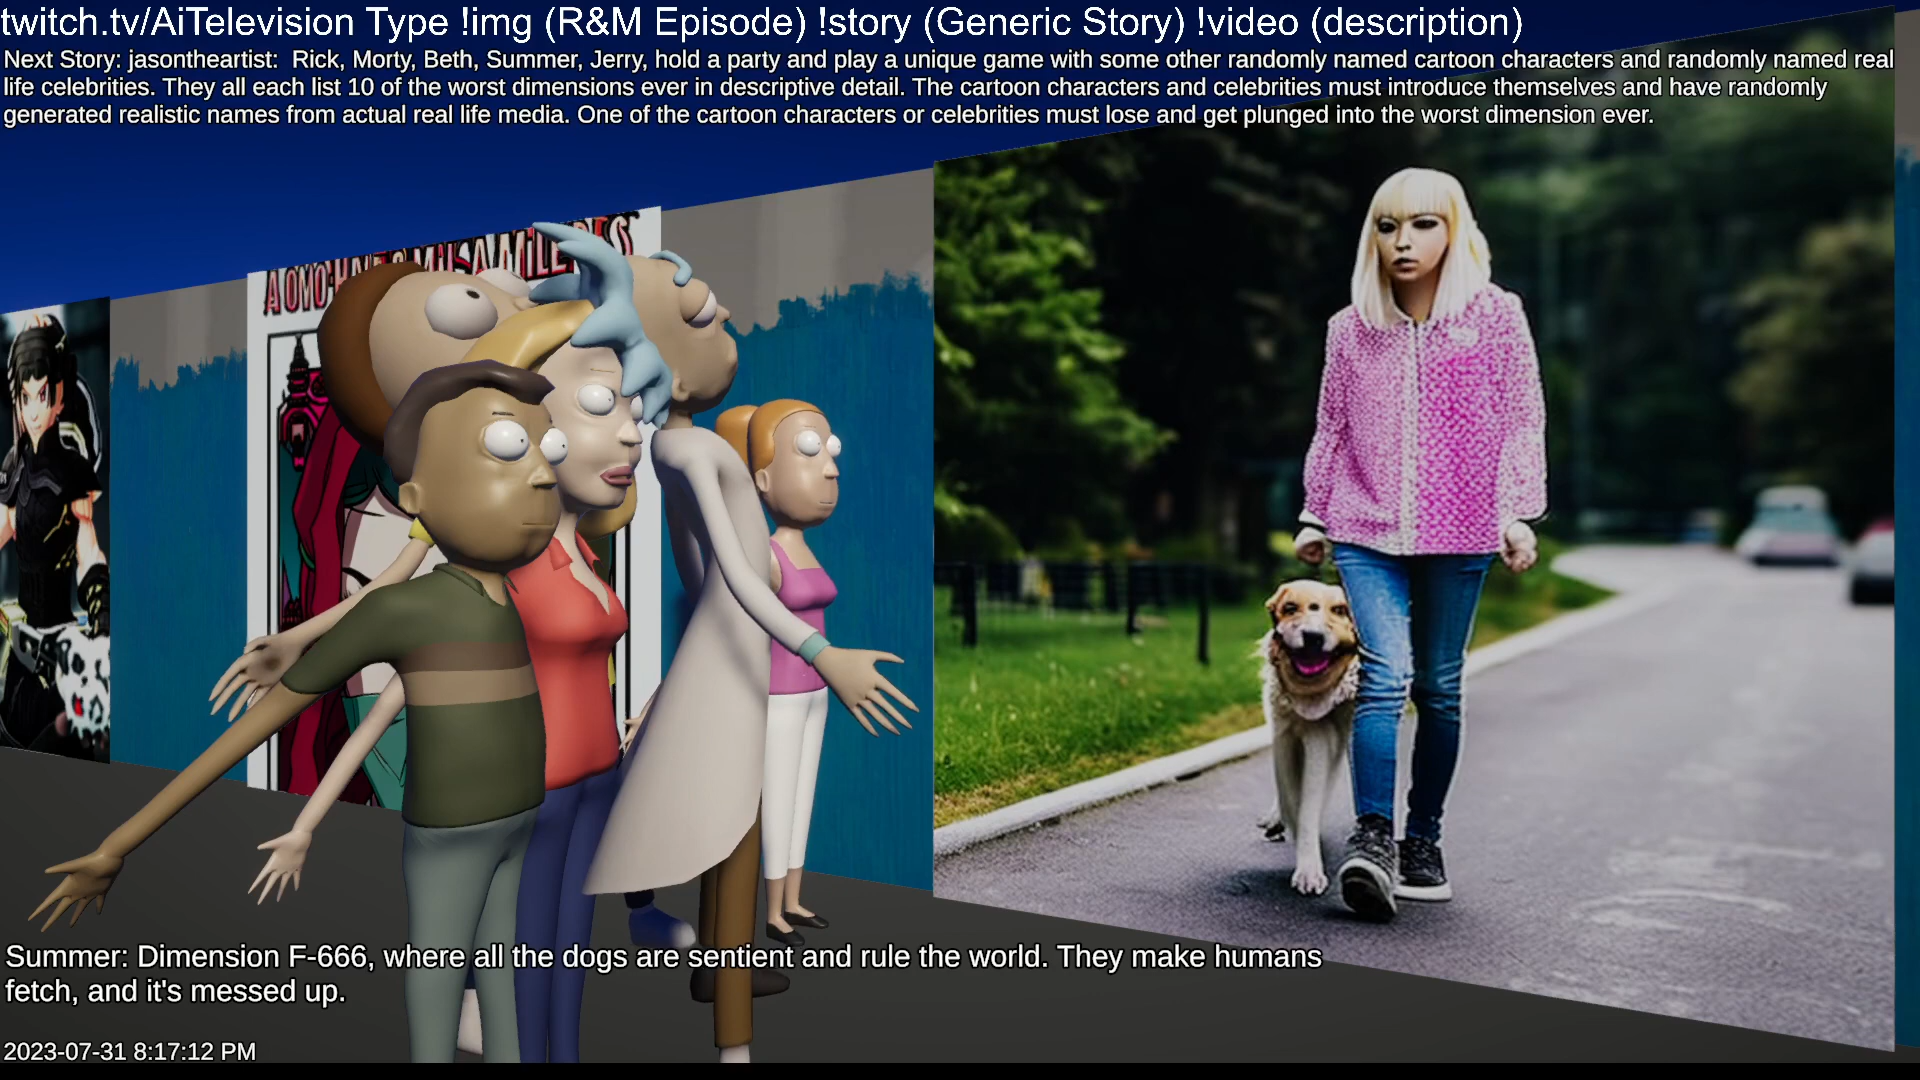 twitch.tv/AiTelevision Type !img (R&M Episode) !story (Generic Story) !video (description)
Next Story: jasontheartist:  Rick, Morty, Beth, Summer, Jerry, hold a party and play a unique game with some other randomly named cartoon characters and randomly named real
life celebrities. They all each list 10 of the worst dimensions ever in descriptive detail. The cartoon characters and celebrities must introduce themselves and have randomly
generated realistic names from actual real life media. One of the cartoon characters or celebrities must lose and get plunged into the worst dimension ever.
Summer: Dimension F-666, where all the dogs are sentient and rule the world. They make humans
fetch, and it's messed up.
2023-07-31 8:17:12 PM